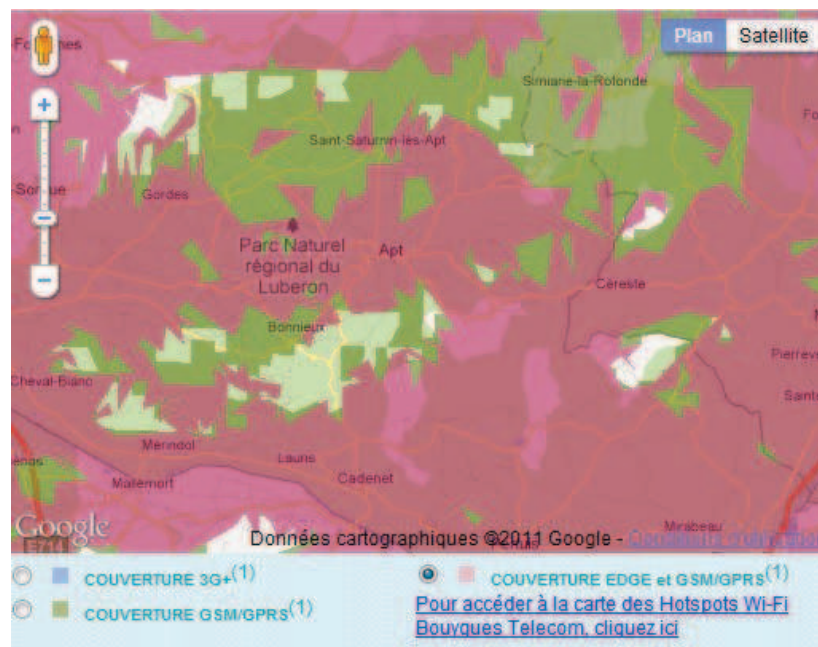 Plan Satellite
Simiane-la-Rotonde
Saint-Saturnin-lès-Apt
Gordes
Parc Naturel
régional du
Luberon
Apt
Céreste
Bonnieux
Cheval-Blanc
Mérindol
Lauris
Mallemort
Cadenet
Mirabeau
Google
Données cartographiques ©2011 Google -
COUVERTURE 3G+(1)
COUVERTURE GSM/GPRS(1)
COUVERTURE EDGE et GSM/GPRS(1)
Pour accéder à la carte des Hotspots Wi-Fi
Bouygues Telecom, cliquez ici